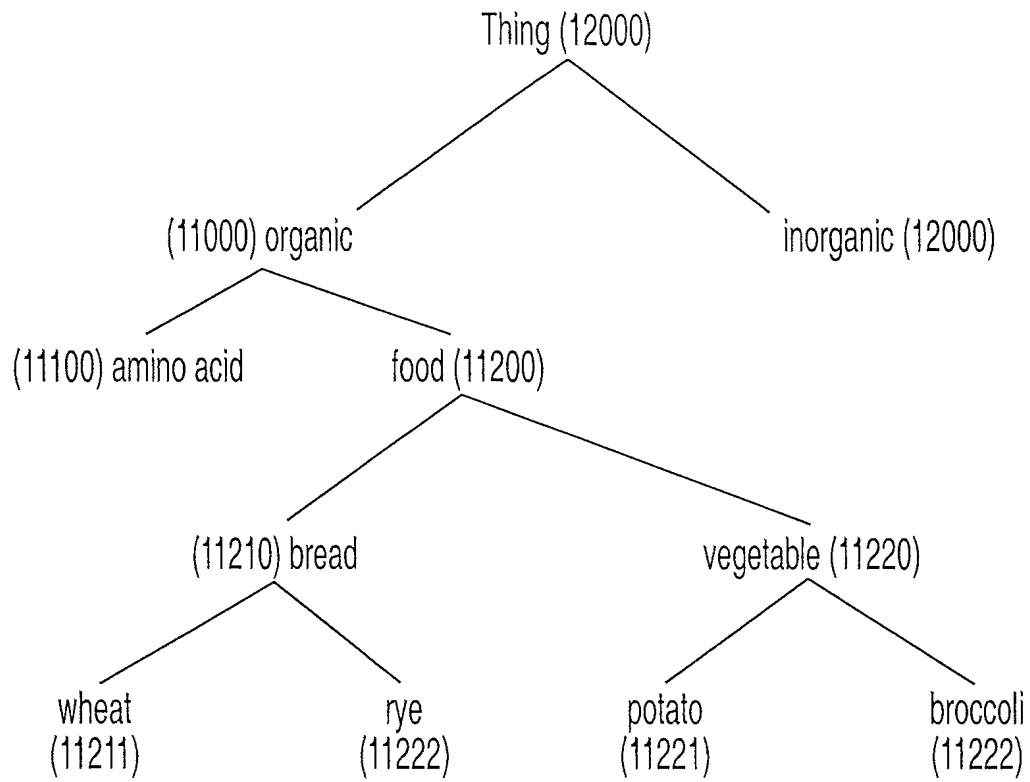 Thing (12000)
(11000) organic
inorganic (12000)
(11100) amino acid
food (11200)
(11210) bread
vegetable (11220)
wheat
(11211)
rye
(11222)
potato
(11221)
broccoli
(11222)